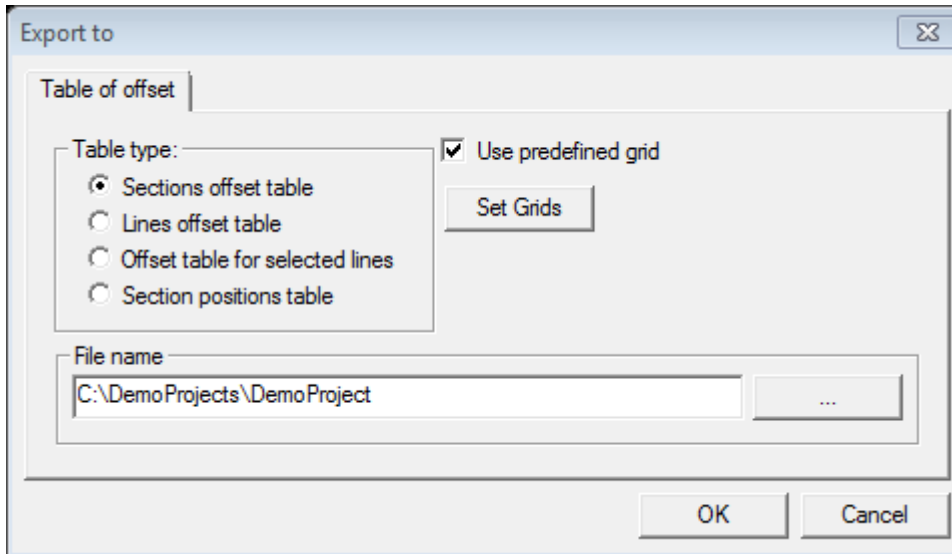 Export to
Table of offset
Table type:
Sections offset table
Lines offset table
Offset table for selected lines
Section positions table
Use predefined grid
Set Grids
File name
C:\DemoProjects\DemoProject
...
OK
Cancel